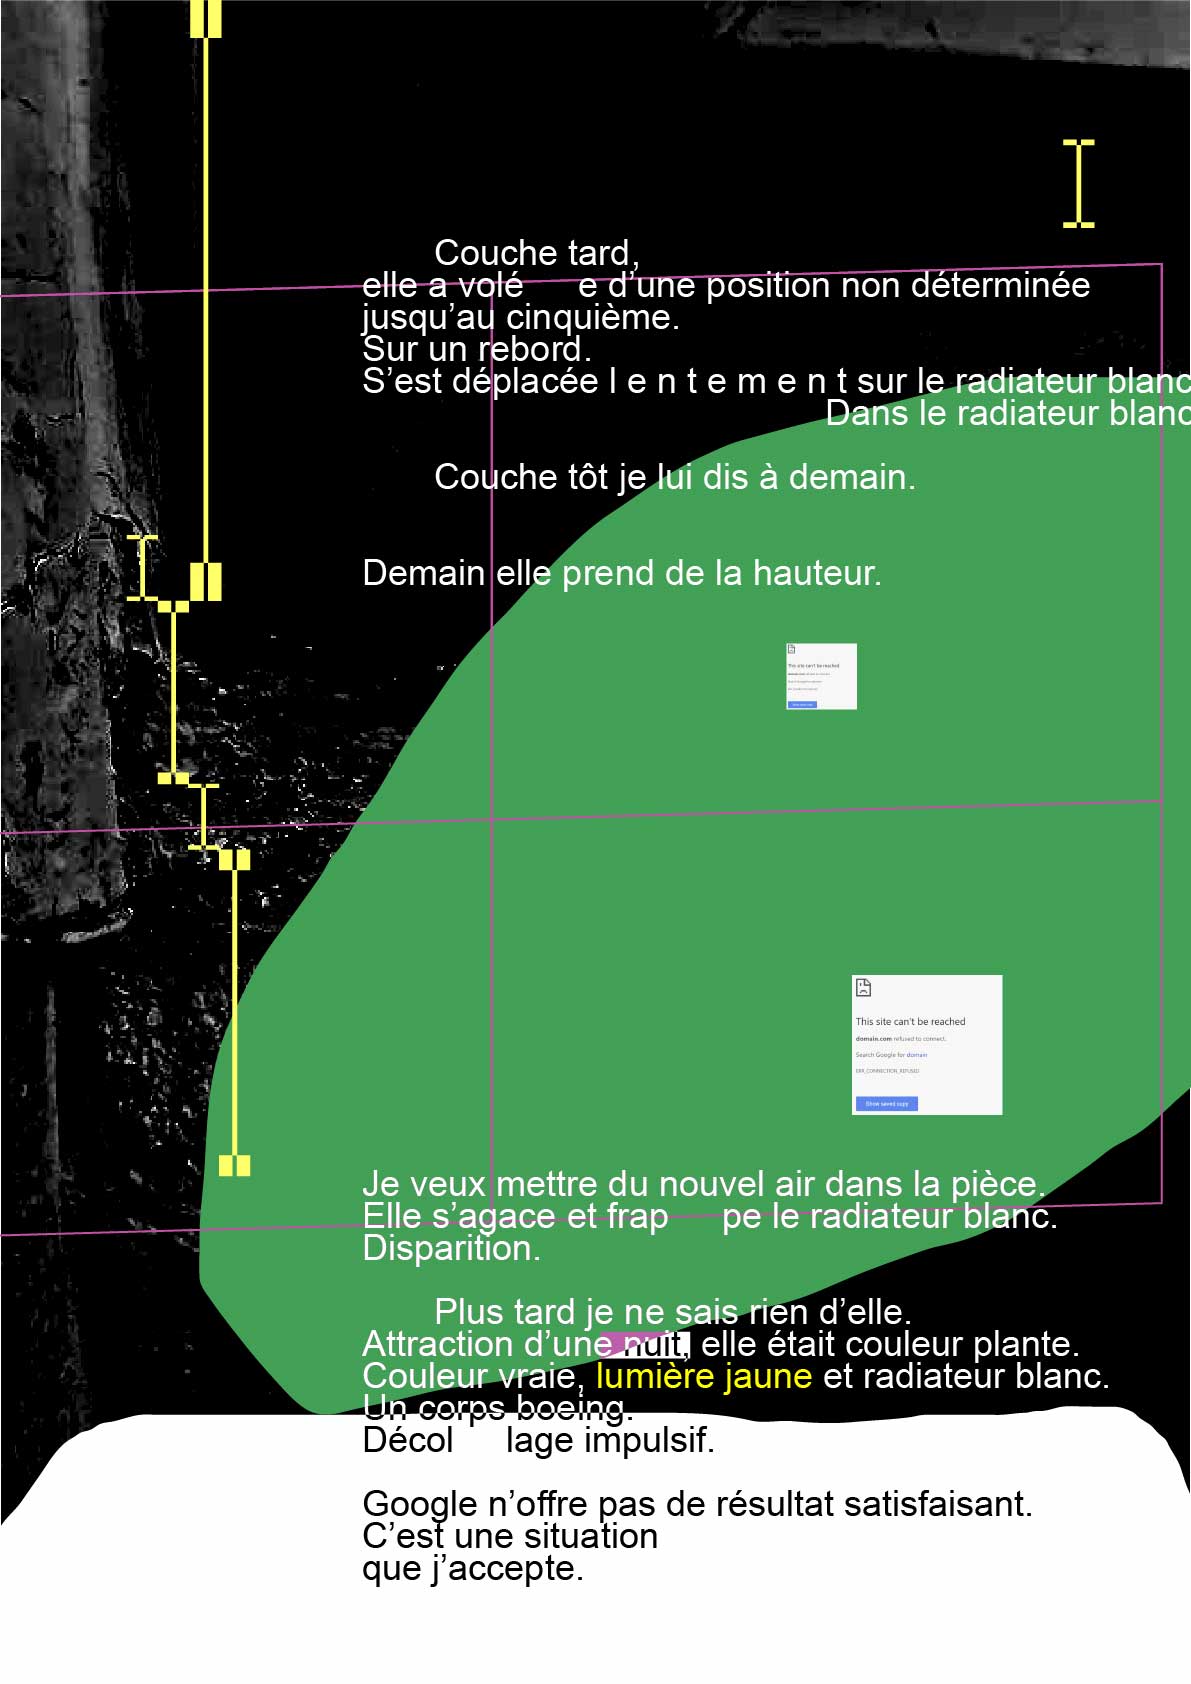 Couche tard,
elle a volé e d’une position non déterminée
jusqu’au cinquième.
Sur un rebord.
S’est déplacée l e n t e m e n t sur le radiateur blanc
Dans le radiateur blanc
Couche tôt je lui dis à demain.
Demain elle prend de la hauteur.
This site can't be reached
This site can't be reached
domain.com refused to connect.
Search Google for domain
ERR_CONNECTION_REFUSED
Show saved copy
Je veux mettre du nouvel air dans la pièce.
Elle s’agace et frap pe le radiateur blanc.
Disparition.
Plus tard je ne sais rien d’elle.
Attraction d’une nuit, elle était couleur plante.
Couleur vraie, lumière jaune et radiateur blanc.
Un corps boeing.
Décol lage impulsif.
Google n’offre pas de résultat satisfaisant.
C’est une situation
que j’accepte.